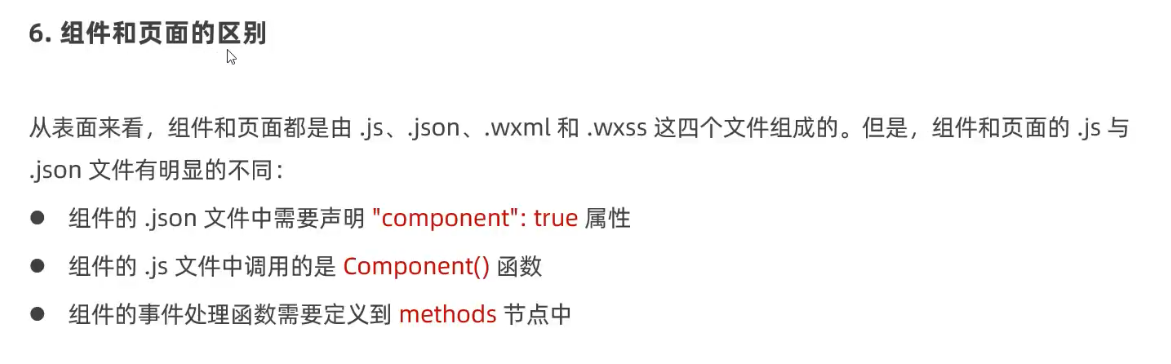 6. 组件和页面的区别
从表面来看，组件和页面都是由 .js、.json、.wxml 和 .wxss 这四个文件组成的。但是，组件和页面的 .js 与
.json 文件有明显的不同：
● 组件的 .json 文件中需要声明 "component": true 属性
● 组件的 .js 文件中调用的是 Component() 函数
● 组件的事件处理函数需要定义到 methods 节点中